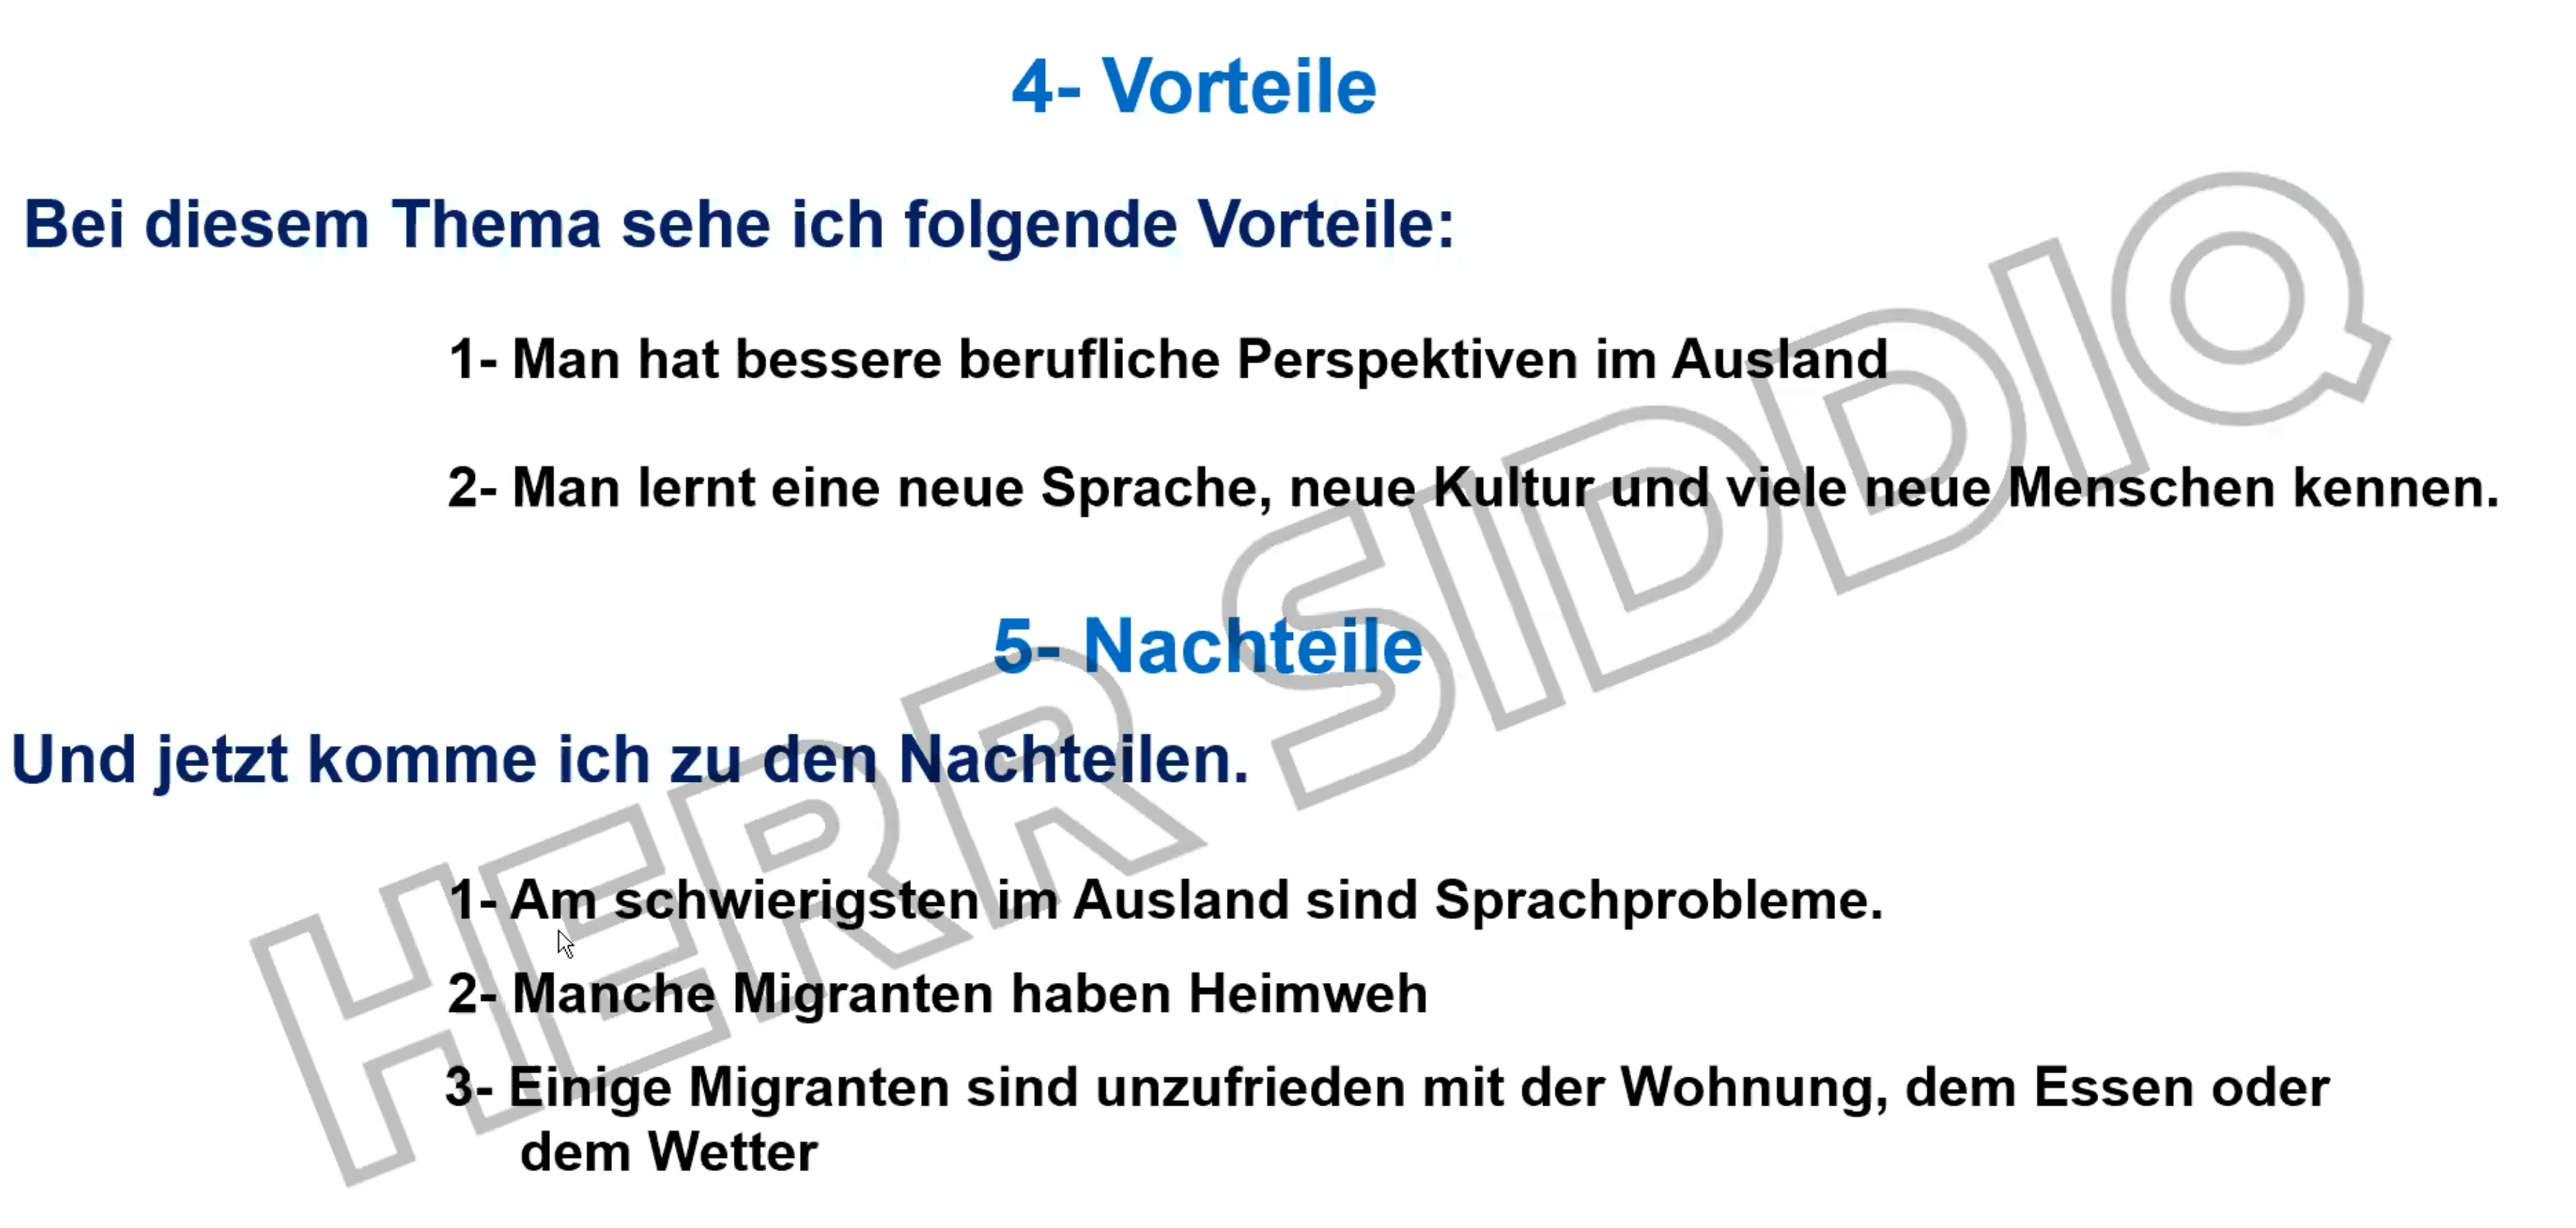 4- Vorteile
Bei diesem Thema sehe ich folgende Vorteile:
1- Man hat bessere berufliche Perspektiven im Ausland
2- Man lernt eine neue Sprache, neue Kultur und viele neue Menschen kennen.
5- Nachteile
Und jetzt komme ich zu den Nachteilen.
1- Am schwierigsten im Ausland sind Sprachprobleme.
2- Manche Migranten haben Heimweh
3- Einige Migranten sind unzufrieden mit der Wohnung, dem Essen oder
dem Wetter
HERR SIDDIQ